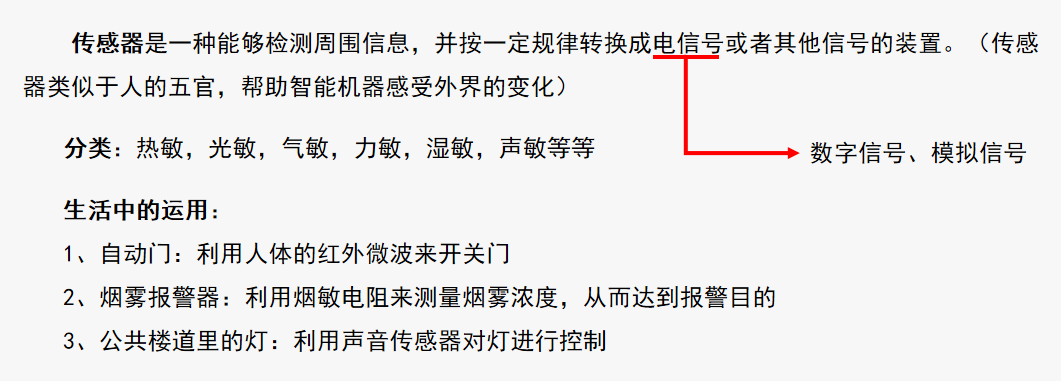 传感器是一种能够检测周围信息，并按一定规律转换成电信号或者其他信号的装置。（传感
器类似于人的五官，帮助智能机器感受外界的变化）
分类：热敏，光敏，气敏，力敏，湿敏，声敏等等
数字信号、模拟信号
生活中的运用：
1、自动门：利用人体的红外微波来开关门
2、烟雾报警器：利用烟敏电阻来测量烟雾浓度，从而达到报警目的
3、公共楼道里的灯：利用声音传感器对灯进行控制